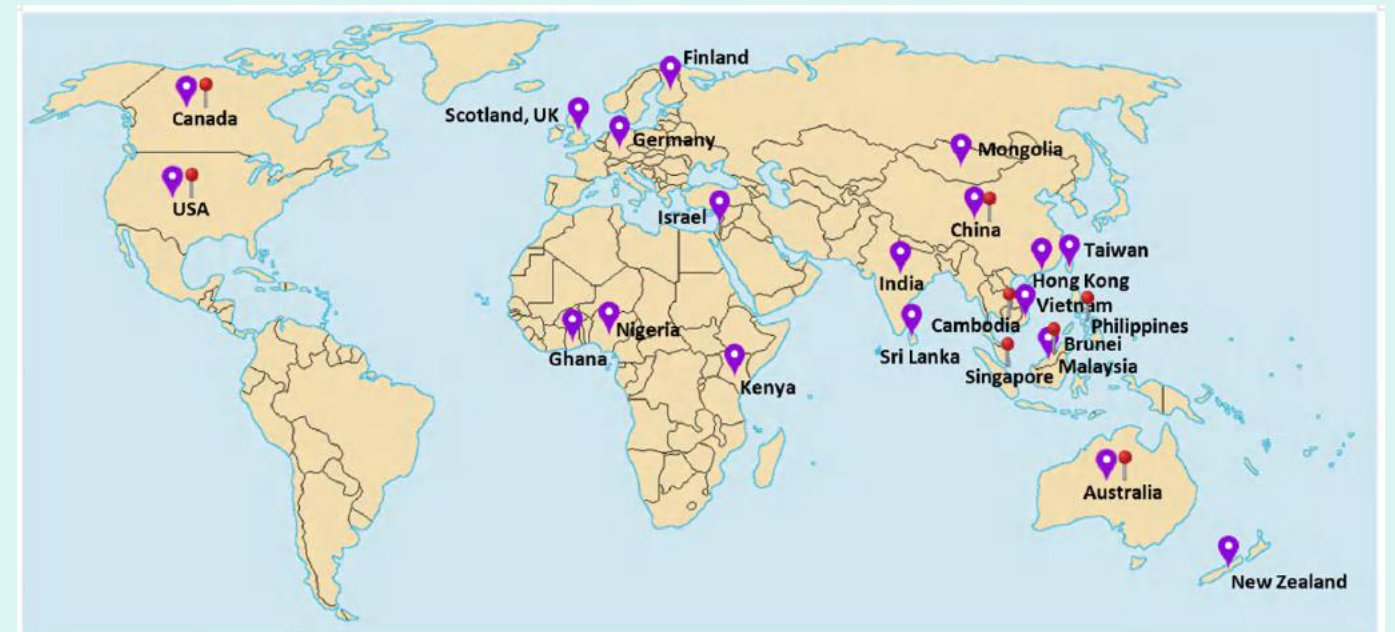 Finland
Scotland, UK
Germany
Canada
Mongolia
USA
Israel
China
Taiwan
India
Hong Kong
Vietnam
Cambodia
Philippines
Nigeria
Ghana
Brunei
Sri Lanka
Malaysia
Singapore
Kenya
Australia
New Zealand